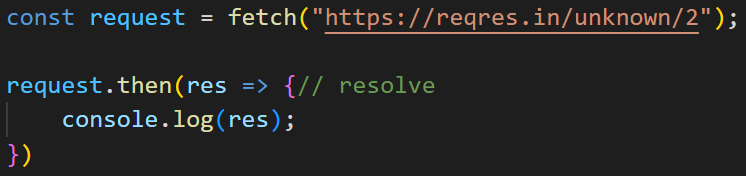 const request = fetch("https://reqres.in/unknown/2");
request.then(res => {// resolve
    console.log(res);
})